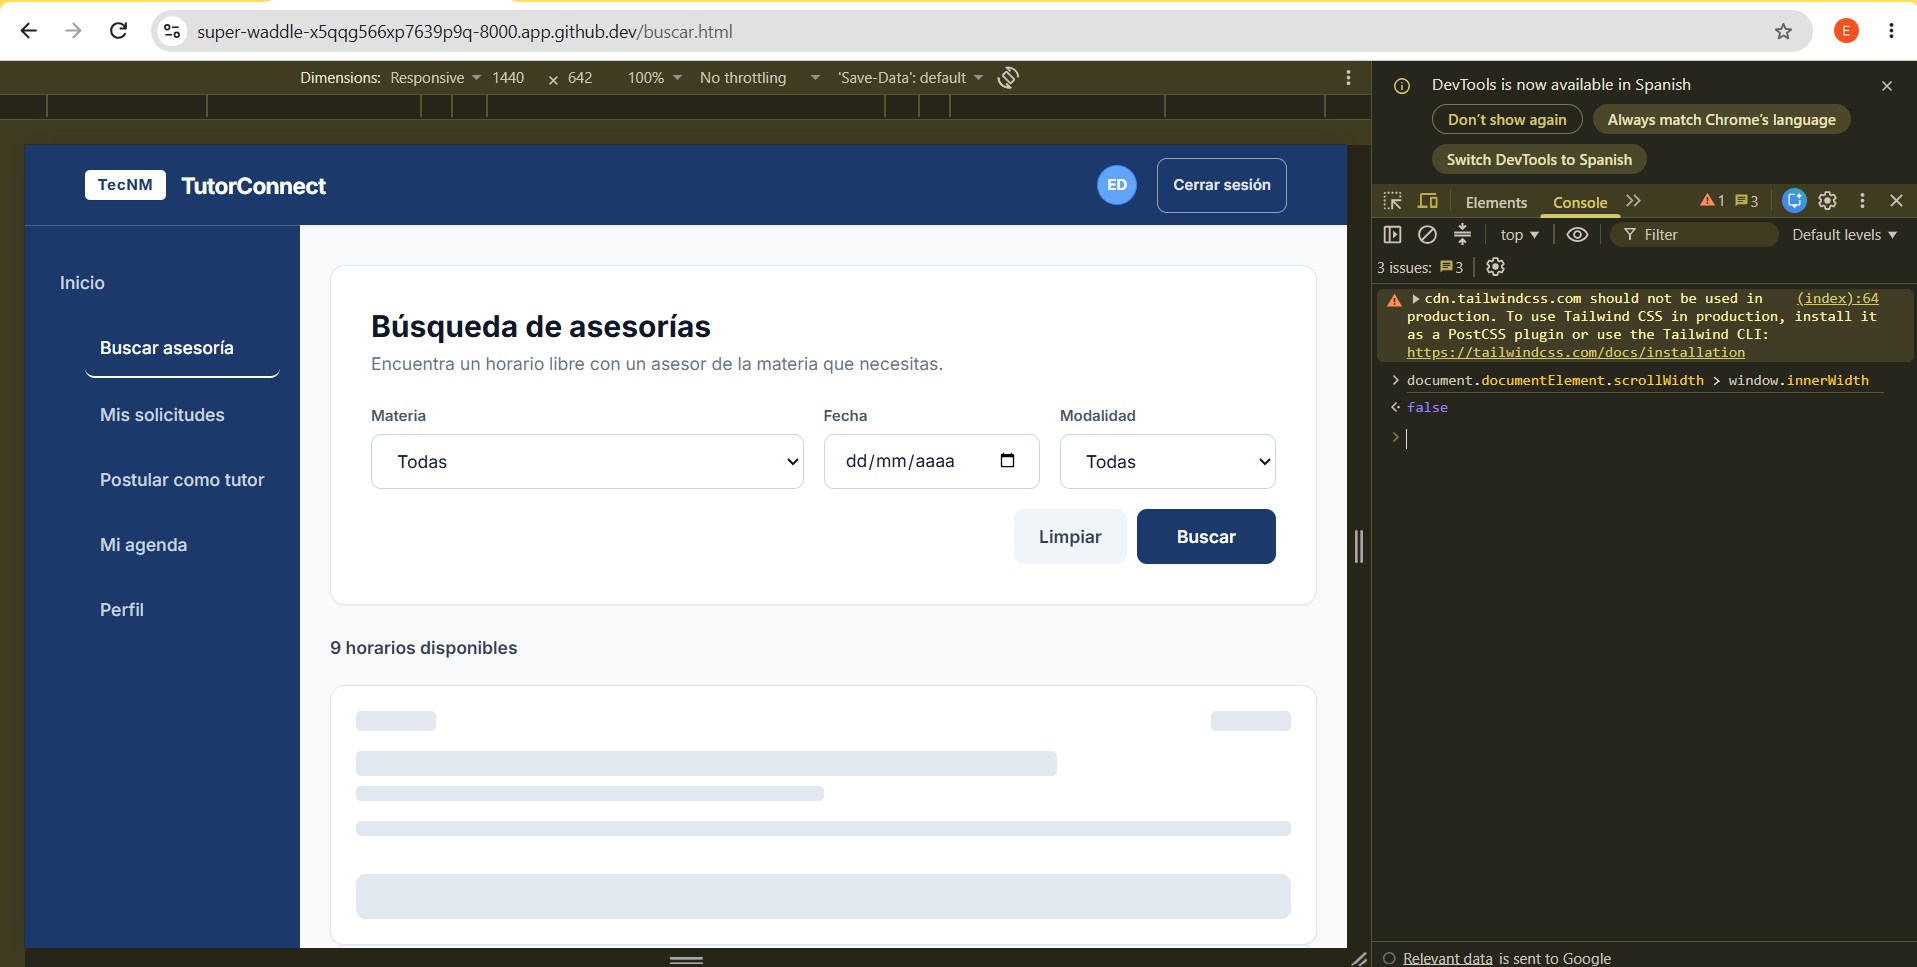 super-waddle-x5qqg566xp7639p9q-8000.app.github.dev/buscar.html
E
Dimensions: Responsive 1440 × 642 100% No throttling 'Save-Data': default
DevTools is now available in Spanish
Don't show again
Always match Chrome's language
Switch DevTools to Spanish
Elements Console 1 3
top Filter Default levels
3 issues: 3
cdn.tailwindcss.com should not be used in (index):64
production. To use Tailwind CSS in production, install it
as a PostCSS plugin or use the Tailwind CLI:
https://tailwindcss.com/docs/installation
document.documentElement.scrollWidth > window.innerWidth
false
Relevant data is sent to Google
TecNM TutorConnect
ED
Cerrar sesión
Inicio
Buscar asesoría
Mis solicitudes
Postular como tutor
Mi agenda
Perfil
Búsqueda de asesorías
Encuentra un horario libre con un asesor de la materia que necesitas.
Materia Fecha Modalidad
Todas dd/mm/aaaa Todas
Limpiar Buscar
9 horarios disponibles